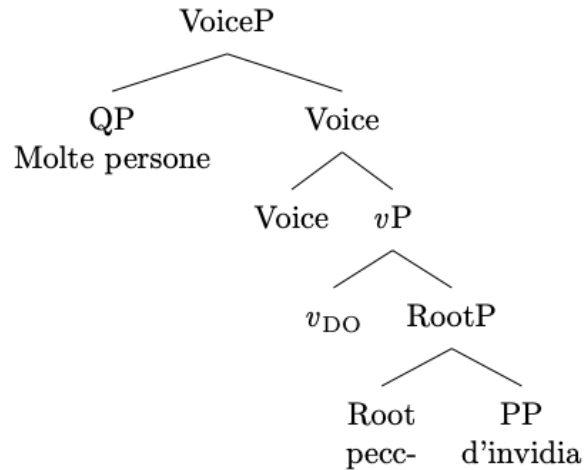 VoiceP
QP Voice
Molte persone
Voice vP
vDO RootP
Root PP
pecc- d'invidia